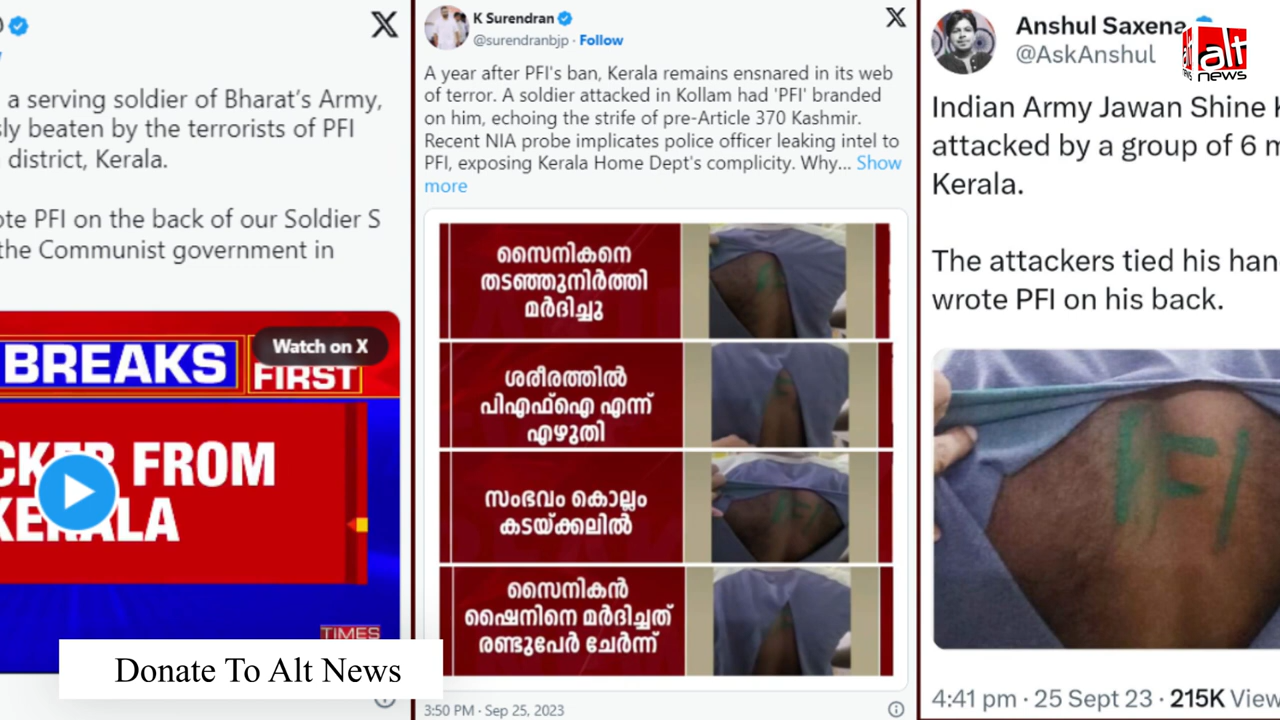 a serving soldier of Bharat's Army,
beaten by the terrorists of PFI
district, Kerala.
PFI on the back of our Soldier S
the Communist government in
BREAKS
FIRST
Watch on X
FROM
KERALA
TIMES
Donate To Alt News
K Surendran
@surendranbjp · Follow
A year after PFI's ban, Kerala remains ensnared in its web
of terror. A soldier attacked in Kollam had 'PFI' branded
on him, echoing the strife of pre-Article 370 Kashmir.
Recent NIA probe implicates police officer leaking intel to
PFI, exposing Kerala Home Dept's complicity. Why... Show
more
സൈനികനെ
തടഞ്ഞുനിർത്തി
മർദിച്ചു
ശരീരത്തിൽ
പിഎഫ്ഐ എന്ന്
എഴുതി
സംഭവം കൊല്ലം
കടയ്ക്കലിൽ
സൈനികൻ
ഷൈനിനെ മർദിച്ചത്
രണ്ടുപേർ ചേർന്ന്
3:50 PM · Sep 25, 2023
Anshul Saxena
@AskAnshul
alt
news
Indian Army Jawan Shine
attacked by a group of 6
Kerala.
The attackers tied his
wrote PFI on his back.
PFI
4:41 pm · 25 Sept 23 · 215K